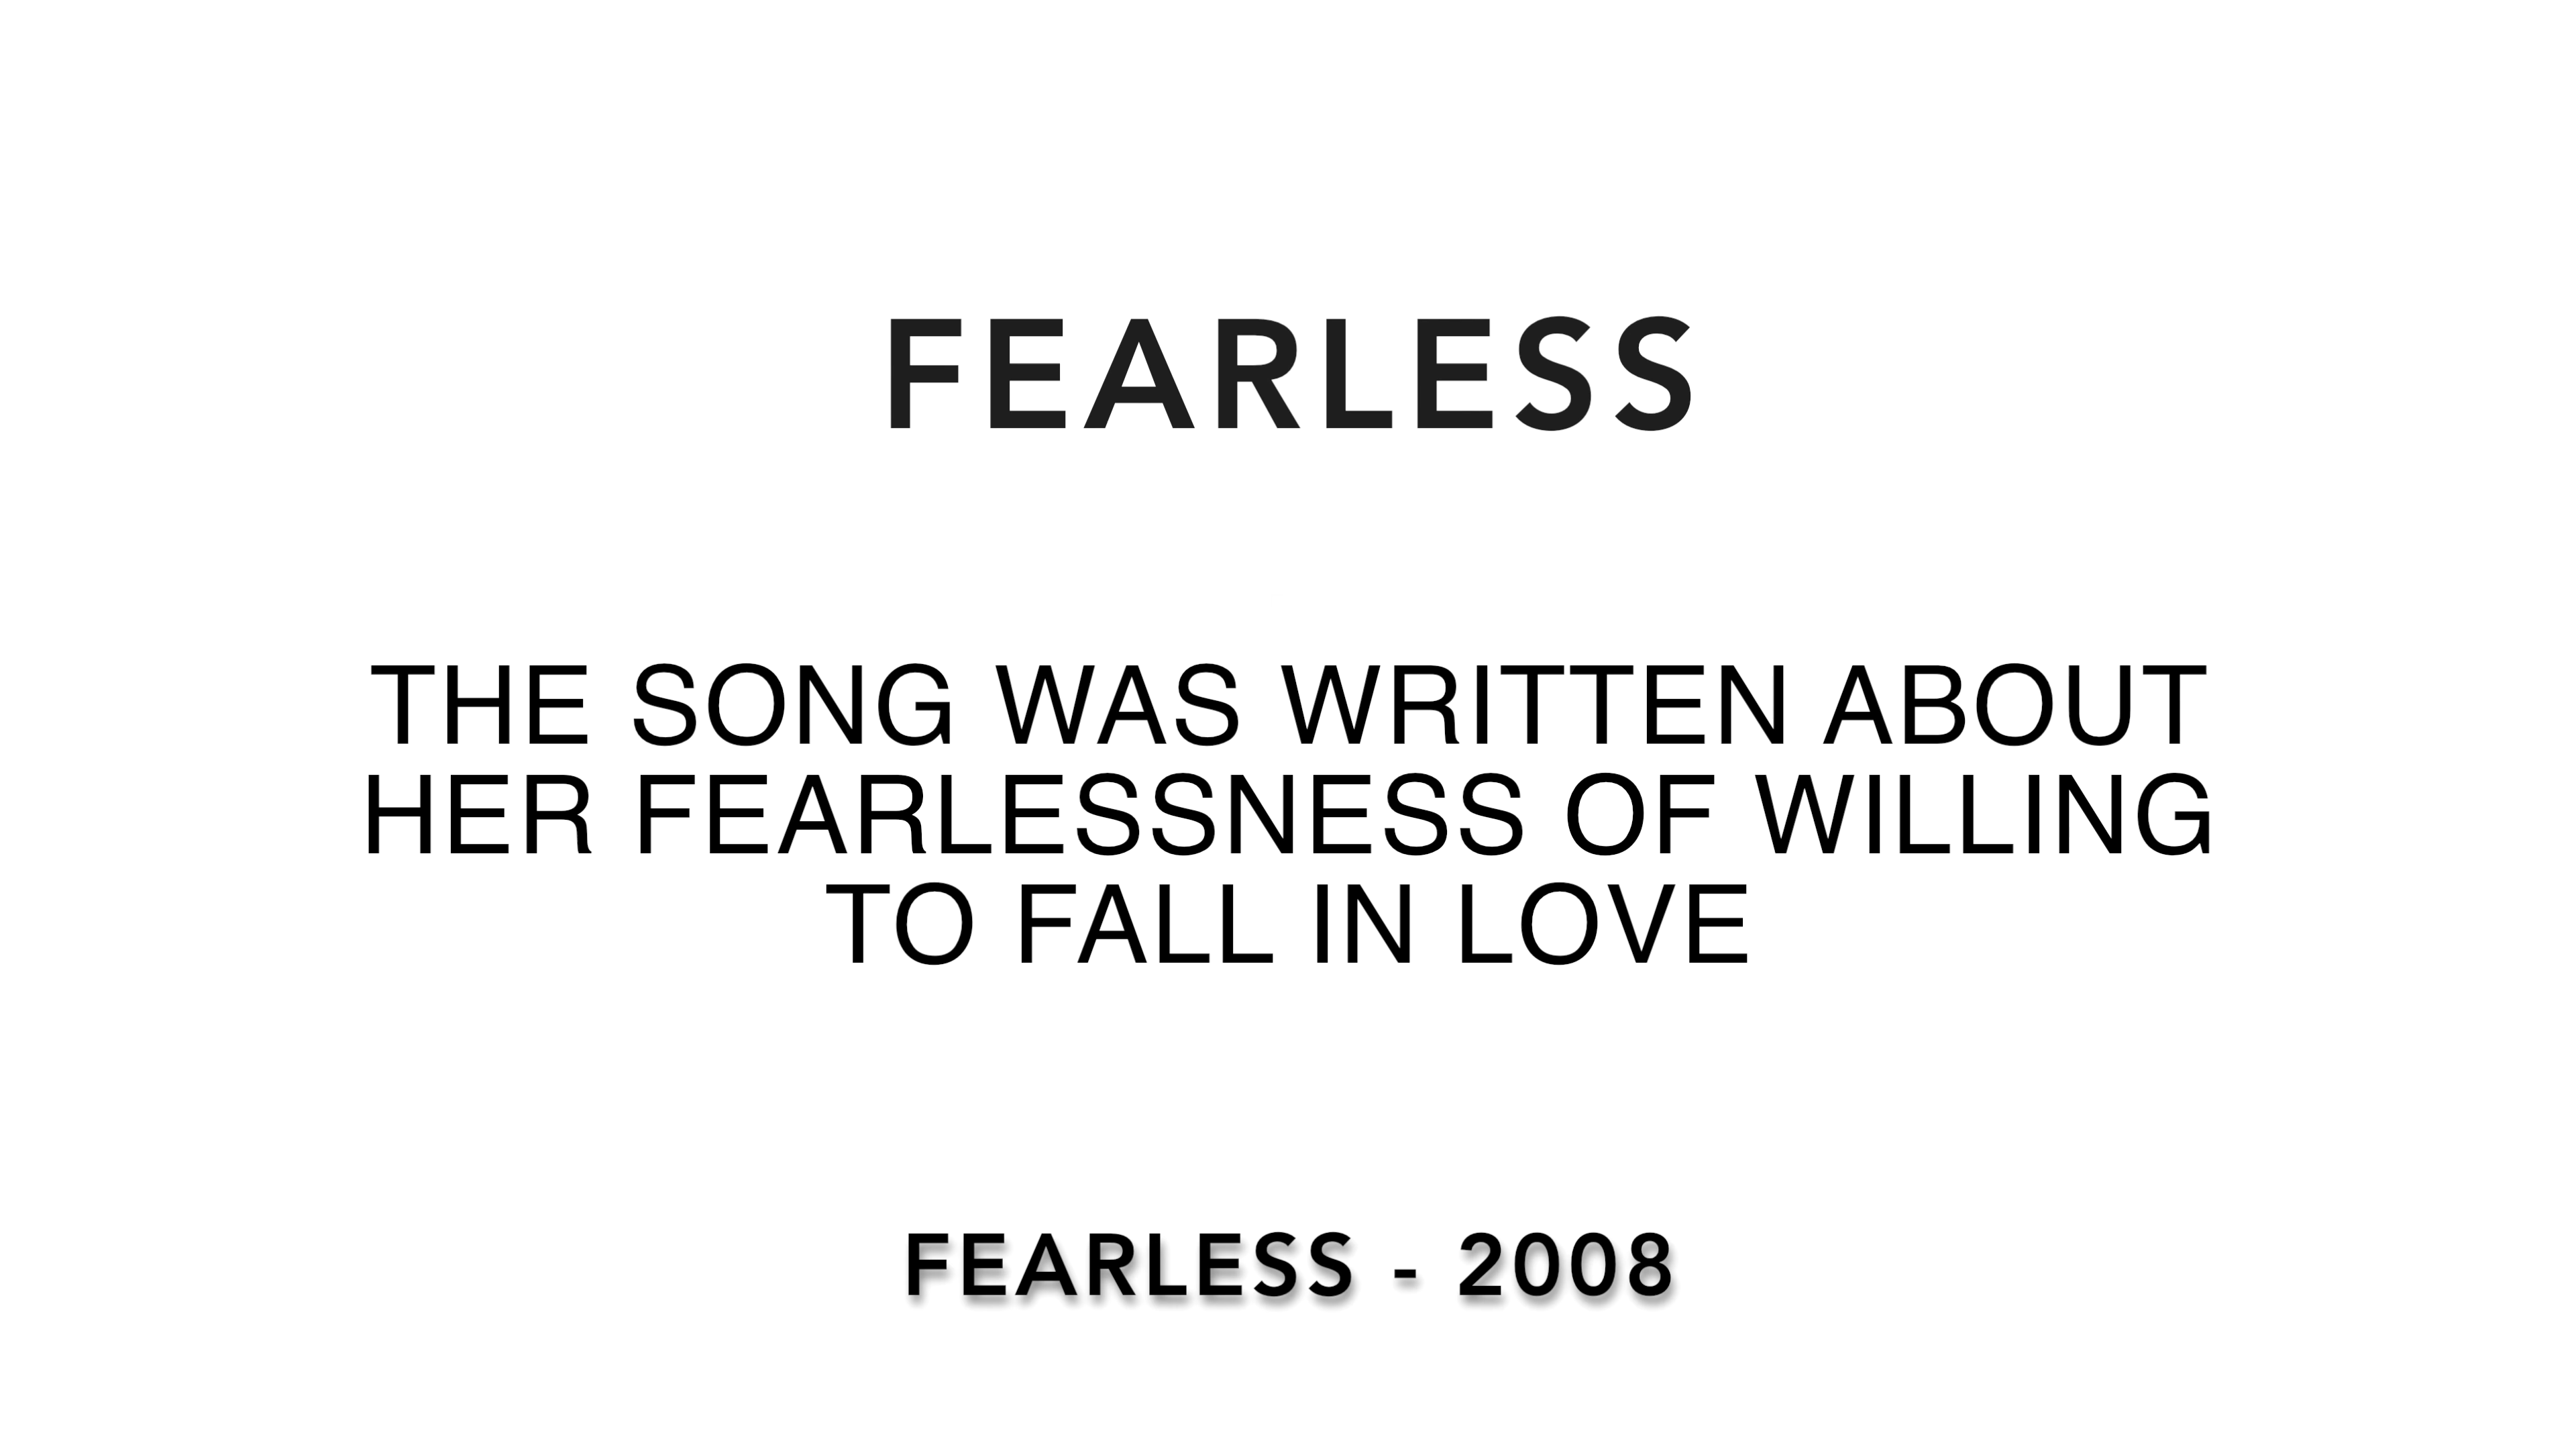 FEARLESS
THE SONG WAS WRITTEN ABOUT
HER FEARLESSNESS OF WILLING
TO FALL IN LOVE
FEARLESS - 2008